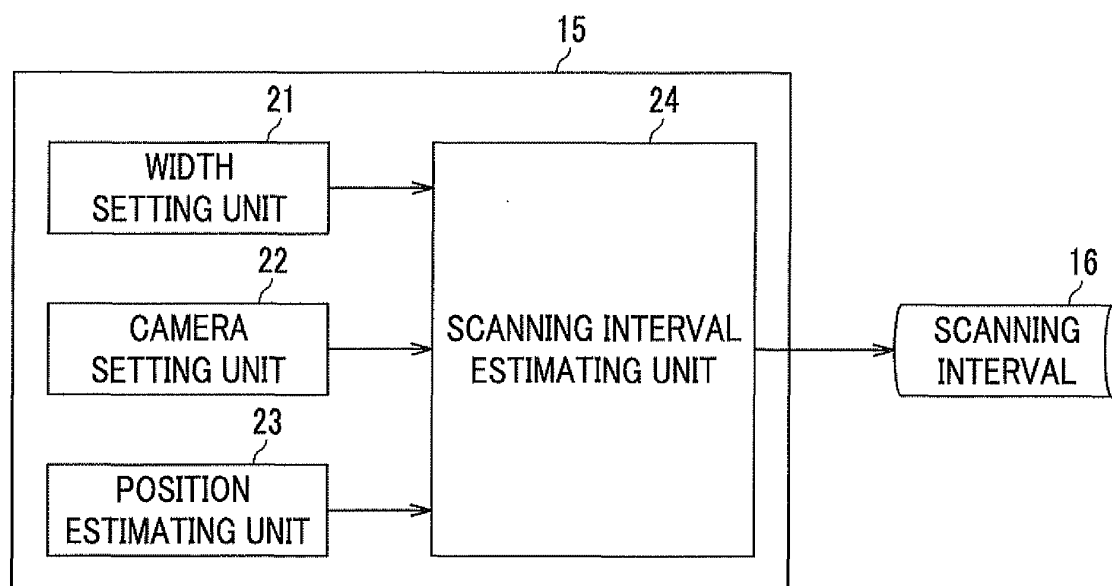 15
21
WIDTH
SETTING UNIT
22
CAMERA
SETTING UNIT
23
POSITION
ESTIMATING UNIT
24
SCANNING INTERVAL
ESTIMATING UNIT
16
SCANNING
INTERVAL